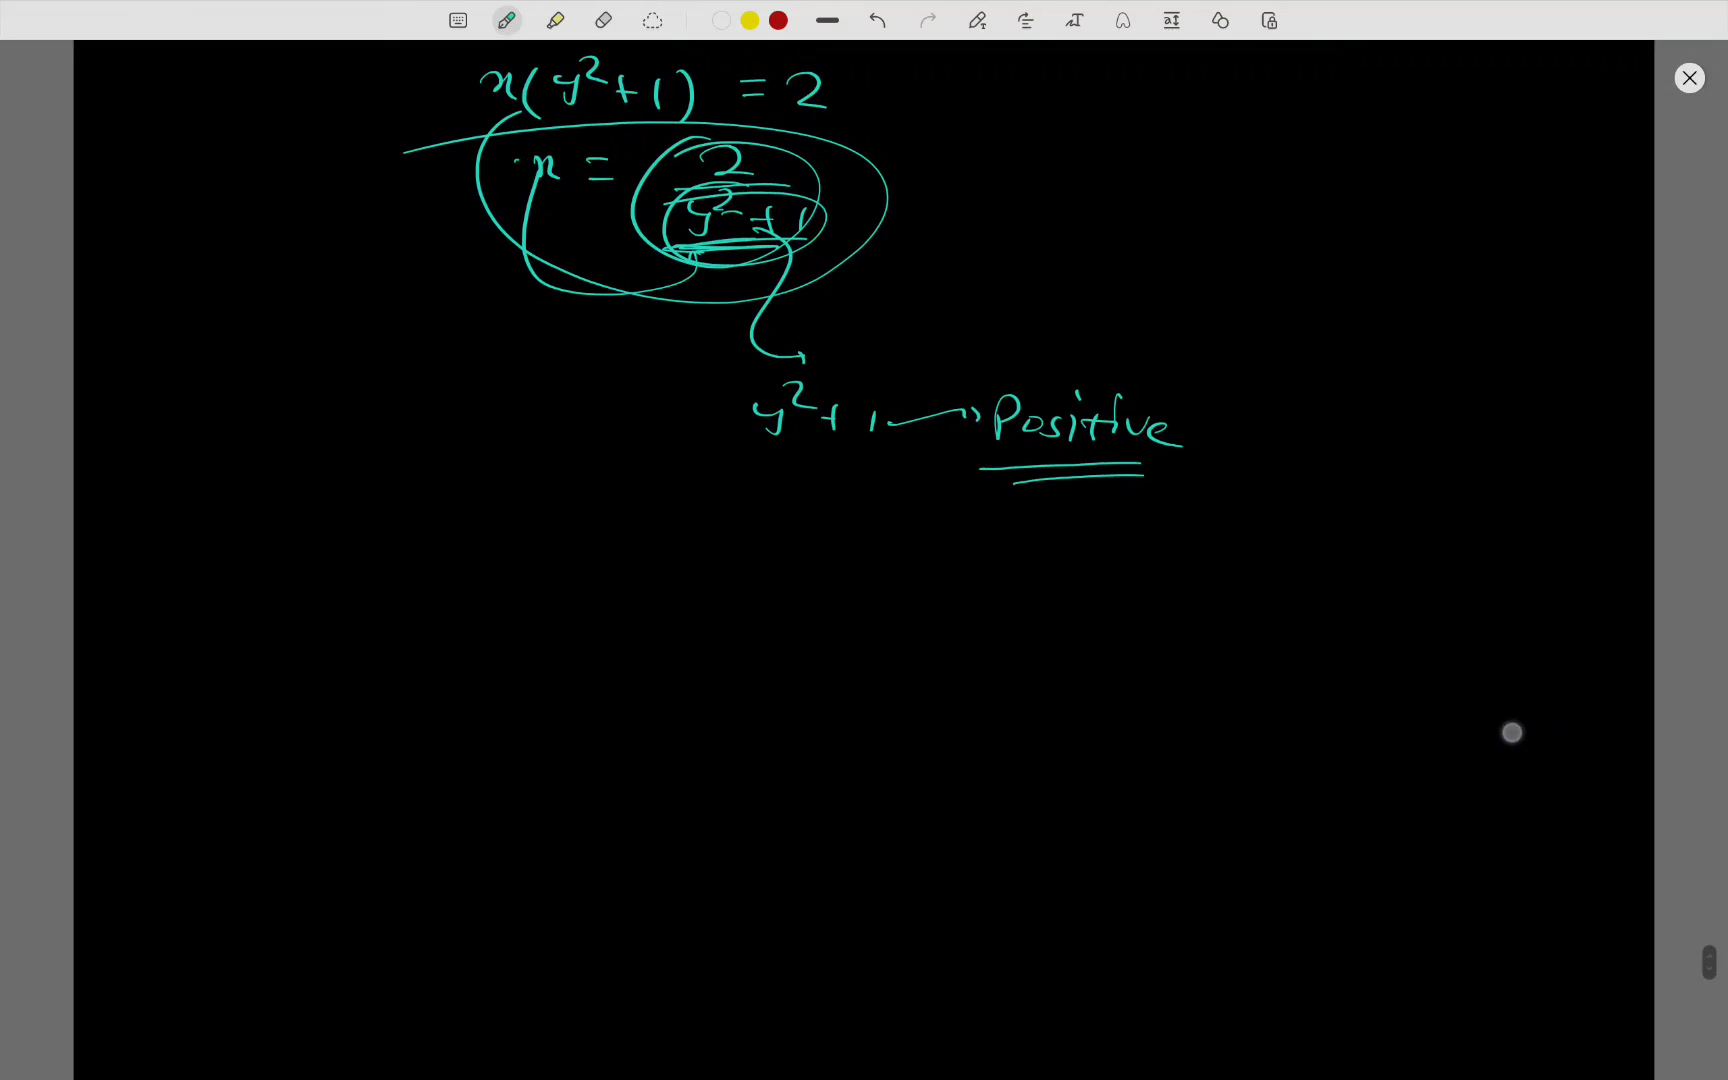 x(y²+1) = 2
x = 2
y²+1
y²+1 → Positive